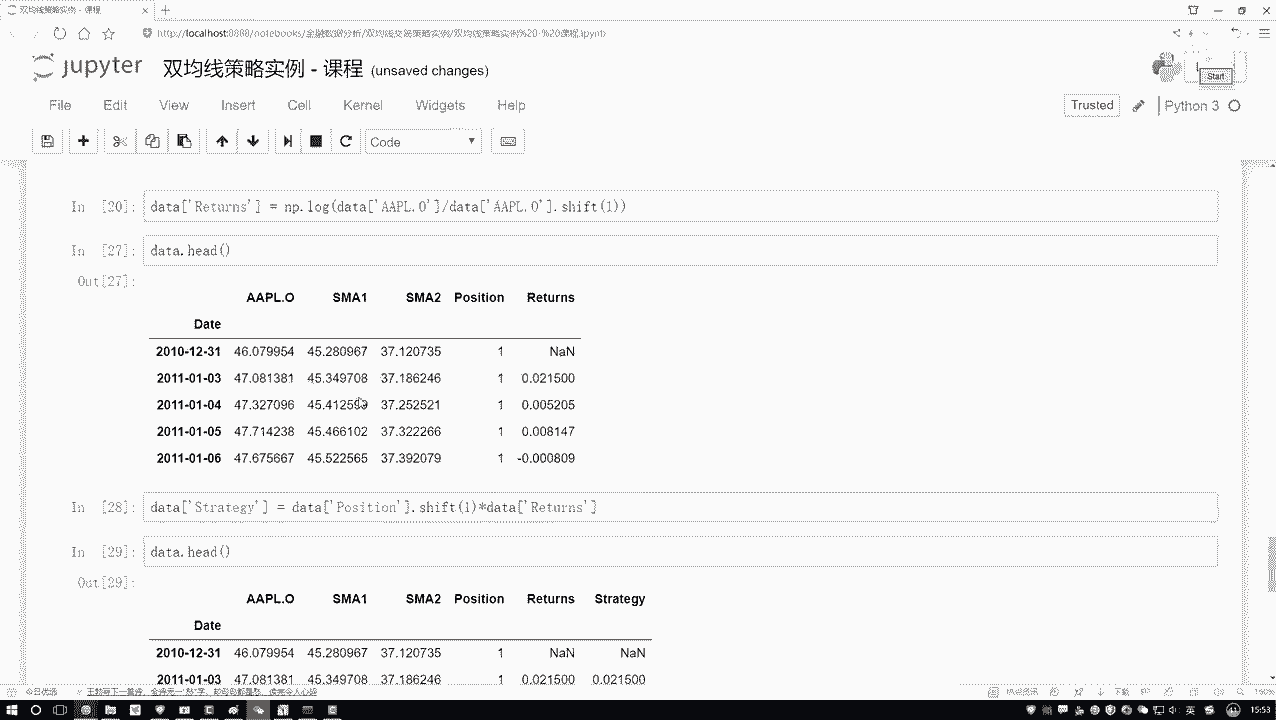 双均线策略实例 - 课程
http://localhost:8888/notebooks/金融数据分析/双均线交易策略实例/双均线策略实例%20-%20课程.ipynb
jupyter 双均线策略实例 - 课程 (unsaved changes)
Start
File Edit View Insert Cell Kernel Widgets Help
Trusted Python 3
Code
In [20]: data['Returns'] = np.log(data['AAPL.O']/data['AAPL.O'].shift(1))
In [27]: data.head()
Out[27]:
AAPL.O SMA1 SMA2 Position Returns
Date
2010-12-31 46.079954 45.280967 37.120735 1 NaN
2011-01-03 47.081381 45.349708 37.186246 1 0.021500
2011-01-04 47.327096 45.412599 37.252521 1 0.005205
2011-01-05 47.714238 45.466102 37.322266 1 0.008147
2011-01-06 47.675667 45.522565 37.392079 1 -0.000809
In [28]: data['Strategy'] = data['Position'].shift(1)*data['Returns']
In [29]: data.head()
Out[29]:
AAPL.O SMA1 SMA2 Position Returns Strategy
Date
2010-12-31 46.079954 45.280967 37.120735 1 NaN NaN
2011-01-03 47.081381 45.349708 37.186246 1 0.021500 0.021500
今日优选
英 15:53